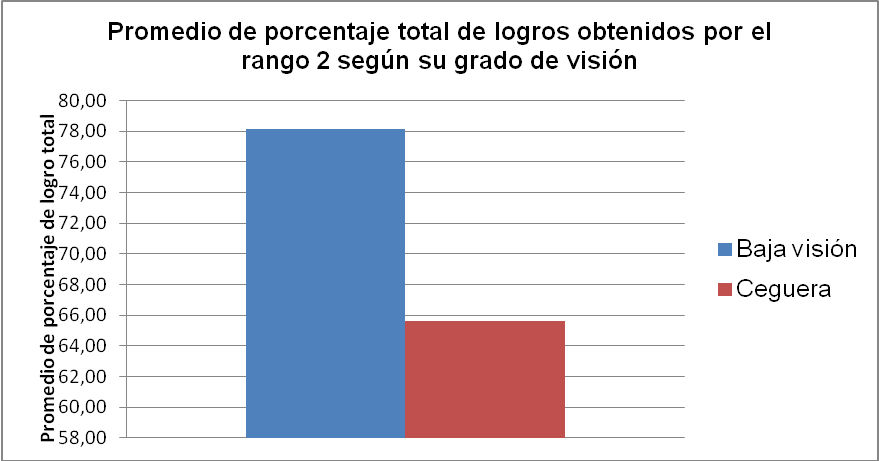 Promedio de porcentaje total de logros obtenidos por el
rango 2 según su grado de visión
Promedio de porcentaje de logro total
80,00
78,00
76,00
74,00
72,00
70,00
68,00
66,00
64,00
62,00
60,00
58,00
Baja visión
Ceguera